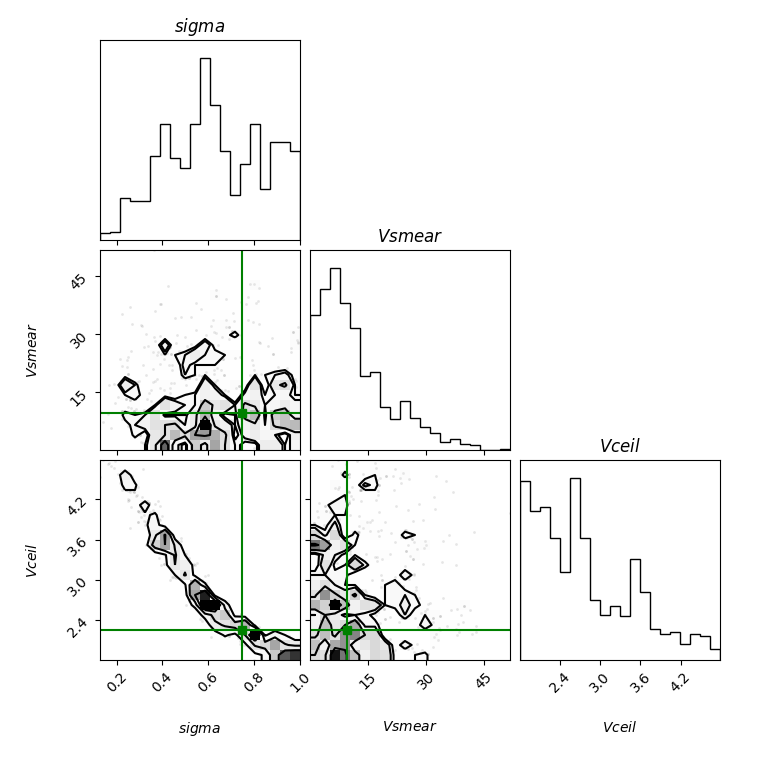 sigma
Vsmear
Vsmear
45
30
15
Vceil
Vceil
4.2
3.6
3.0
2.4
0.2 0.4 0.6 0.8 1.0 15 30 45 2.4 3.0 3.6 4.2
sigma Vsmear Vceil